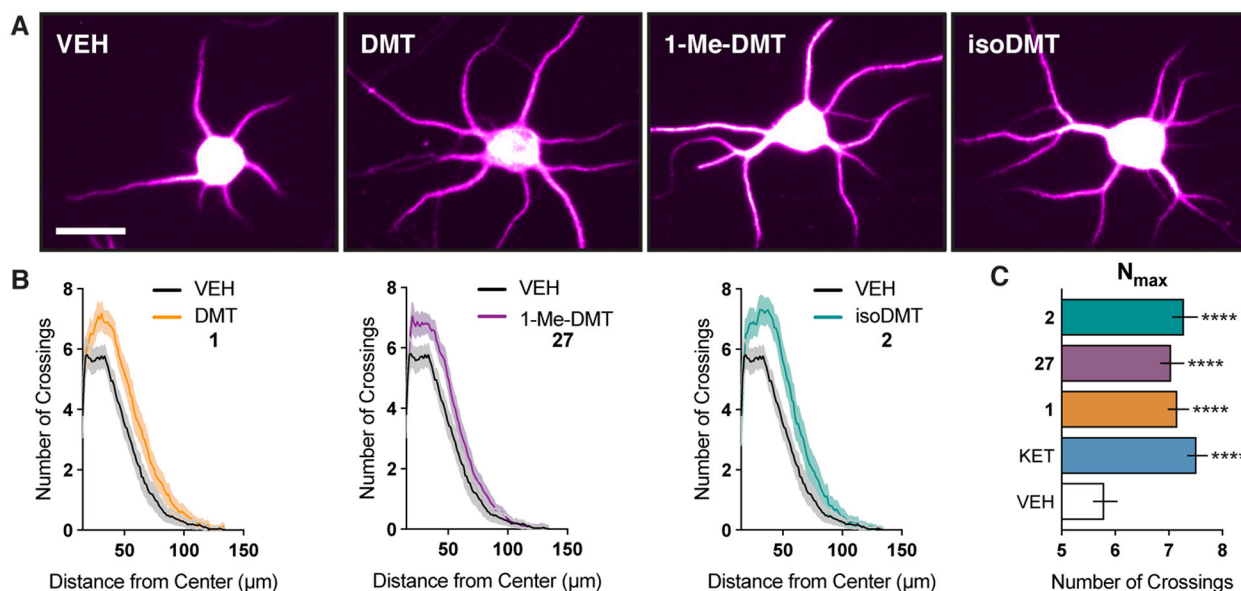 A
VEH
DMT
1-Me-DMT
isoDMT
B
Number of Crossings
8
6
4
2
0
VEH
DMT
1
50
100
150
Distance from Center (µm)
Number of Crossings
8
6
4
2
0
VEH
1-Me-DMT
27
50
100
150
Distance from Center (µm)
Number of Crossings
8
6
4
2
0
VEH
isoDMT
2
50
100
150
Distance from Center (µm)
C
Nmax
2 ****
27 ****
1 ****
KET ****
VEH
5 6 7 8
Number of Crossings